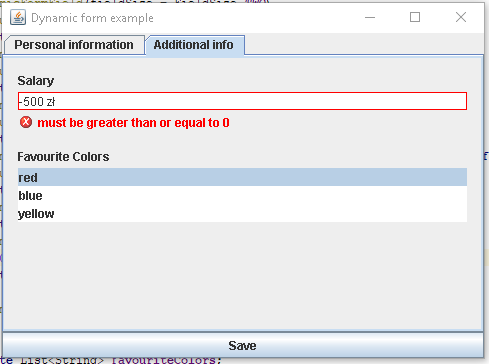 Dynamic form example
Personal information
Additional info
Salary
-500 zł
must be greater than or equal to 0
Favourite Colors
red
blue
yellow
Save
List<String> favouriteColors;